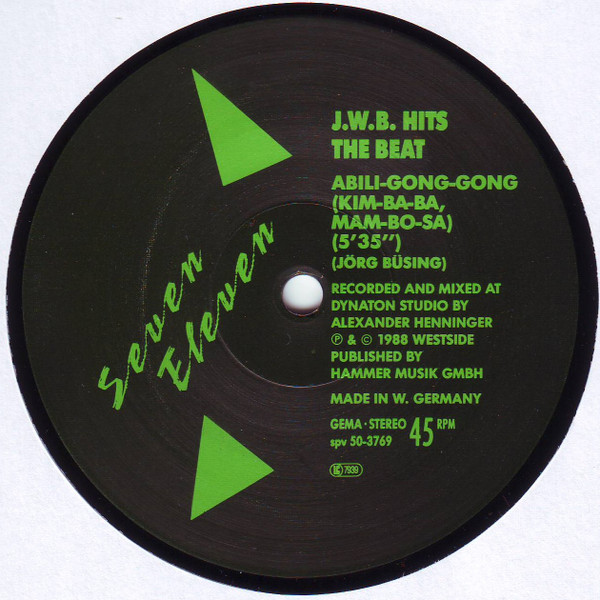 Seven
Eleven
J.W.B. HITS
THE BEAT
ABILI-GONG-GONG
(KIM-BA-BA,
MAM-BO-SA)
(5'35'')
(JÖRG BÜSING)
RECORDED AND MIXED AT
DYNATON STUDIO BY
ALEXANDER HENNINGER
℗ & © 1988 WESTSIDE
PUBLISHED BY
HAMMER MUSIK GMBH
MADE IN W. GERMANY
GEMA · STEREO 45 RPM
spv 50-3769
LC 7939